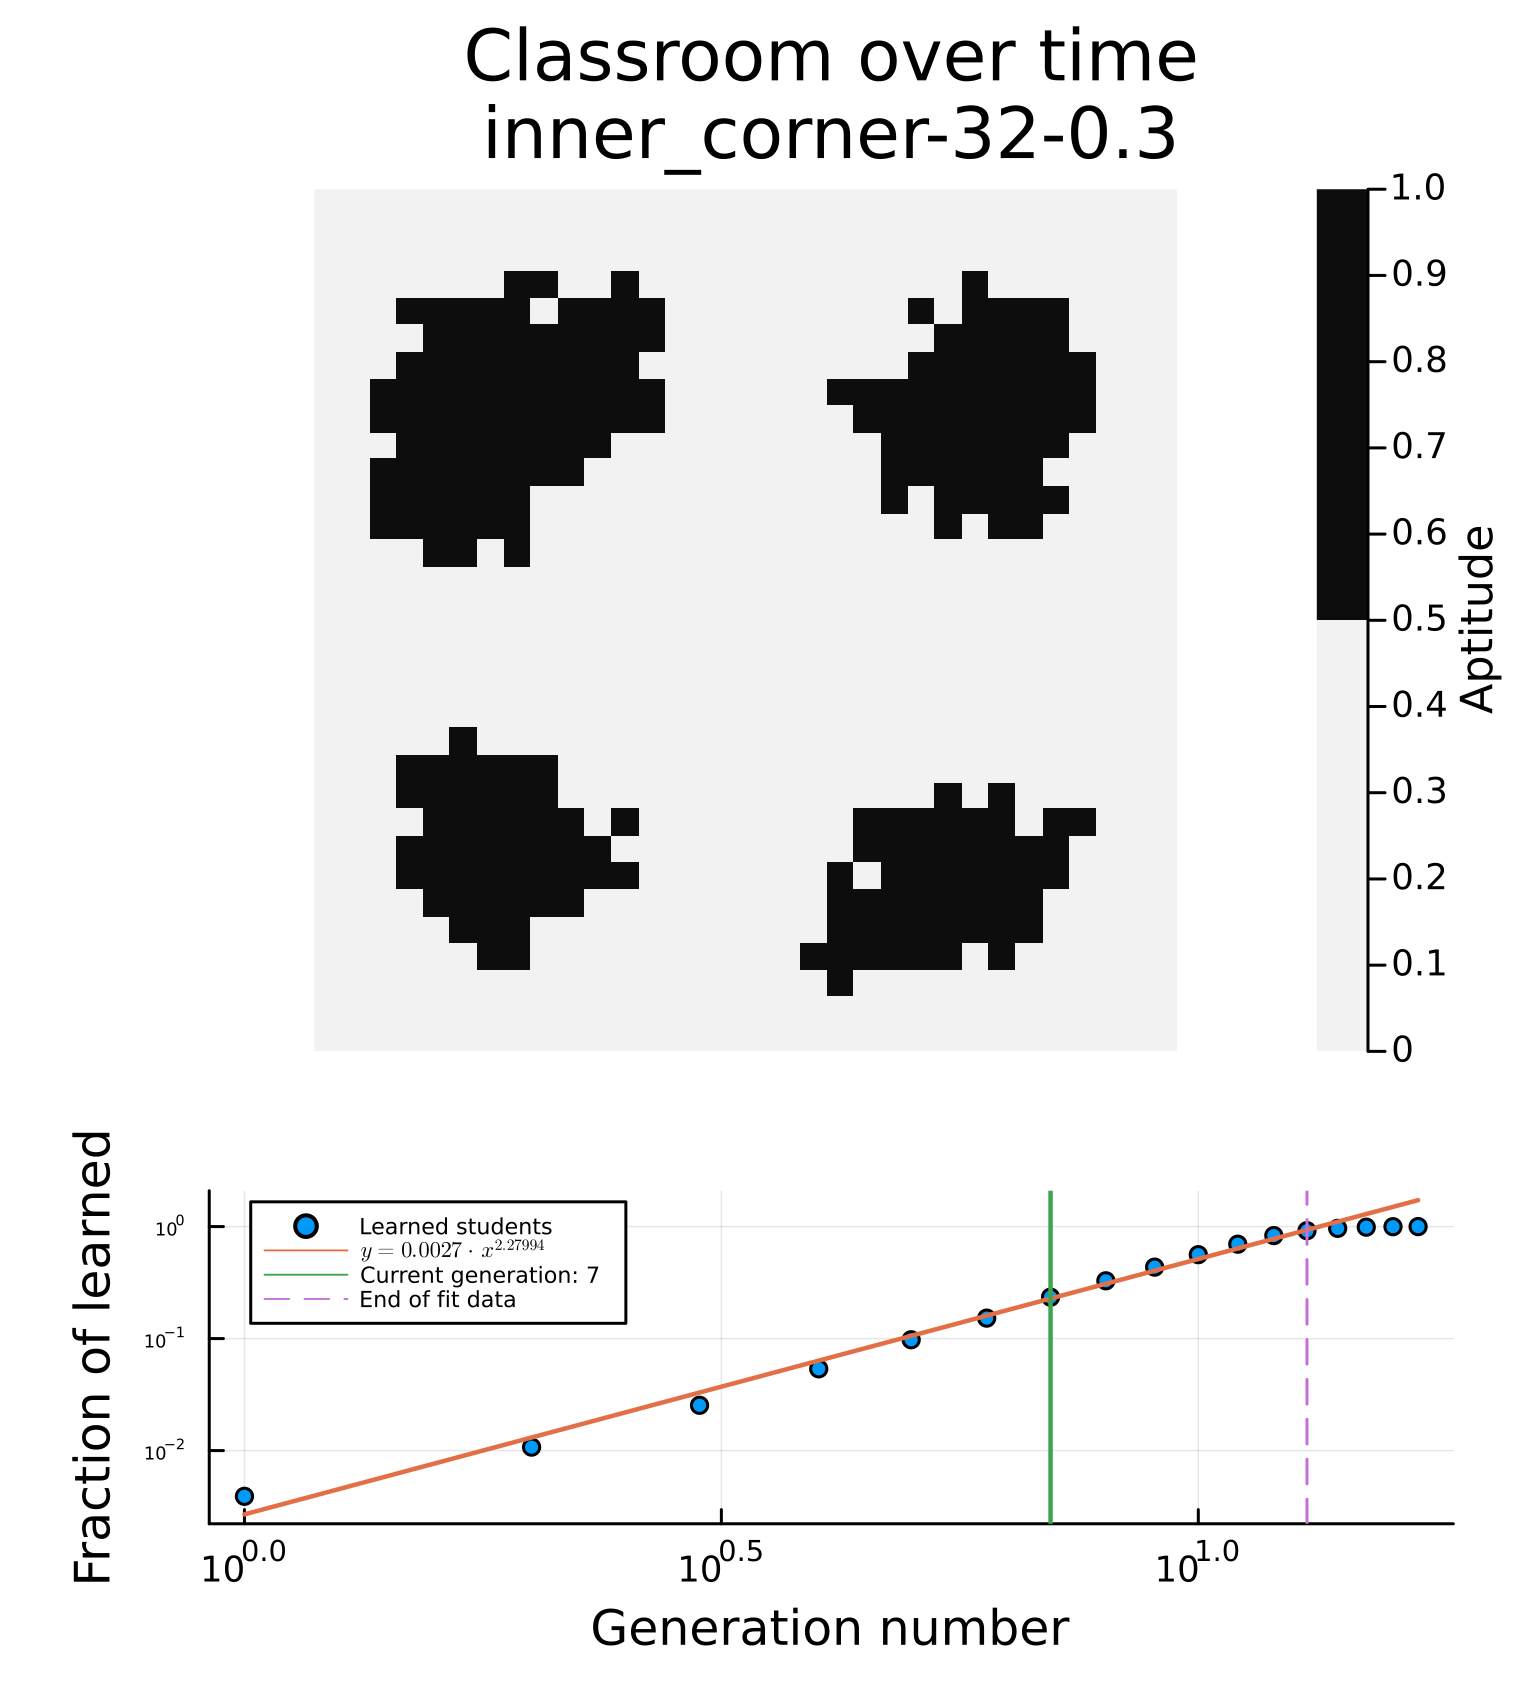 Classroom over time
inner_corner-32-0.3
1.0
0.9
0.8
0.7
0.6
0.5
0.4
0.3
0.2
0.1
0
Aptitude
Fraction of learned
10⁰
10⁻¹
10⁻²
Learned students
y = 0.0027 · x^2.27994
Current generation: 7
End of fit data
10^0.0
10^0.5
10^1.0
Generation number